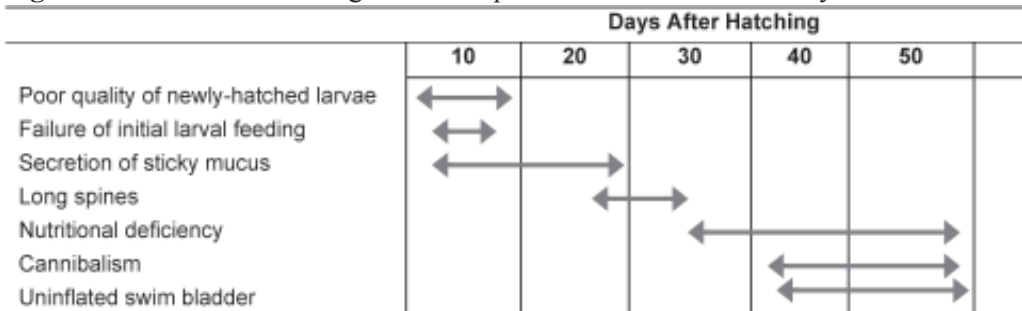 Days After Hatching
10 20 30 40 50
Poor quality of newly-hatched larvae
Failure of initial larval feeding
Secretion of sticky mucus
Long spines
Nutritional deficiency
Cannibalism
Uninflated swim bladder